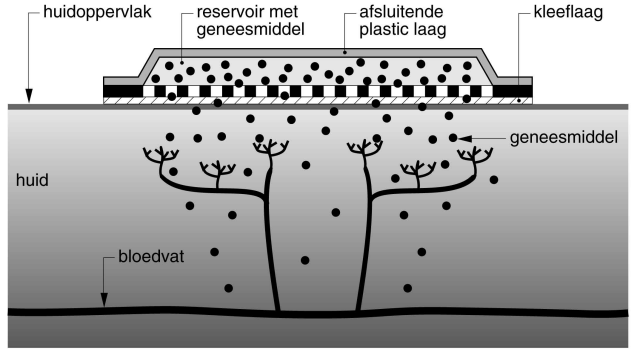 huidoppervlak
reservoir met
geneesmiddel
afsluitende
plastic laag
kleeflaag
geneesmiddel
huid
bloedvat